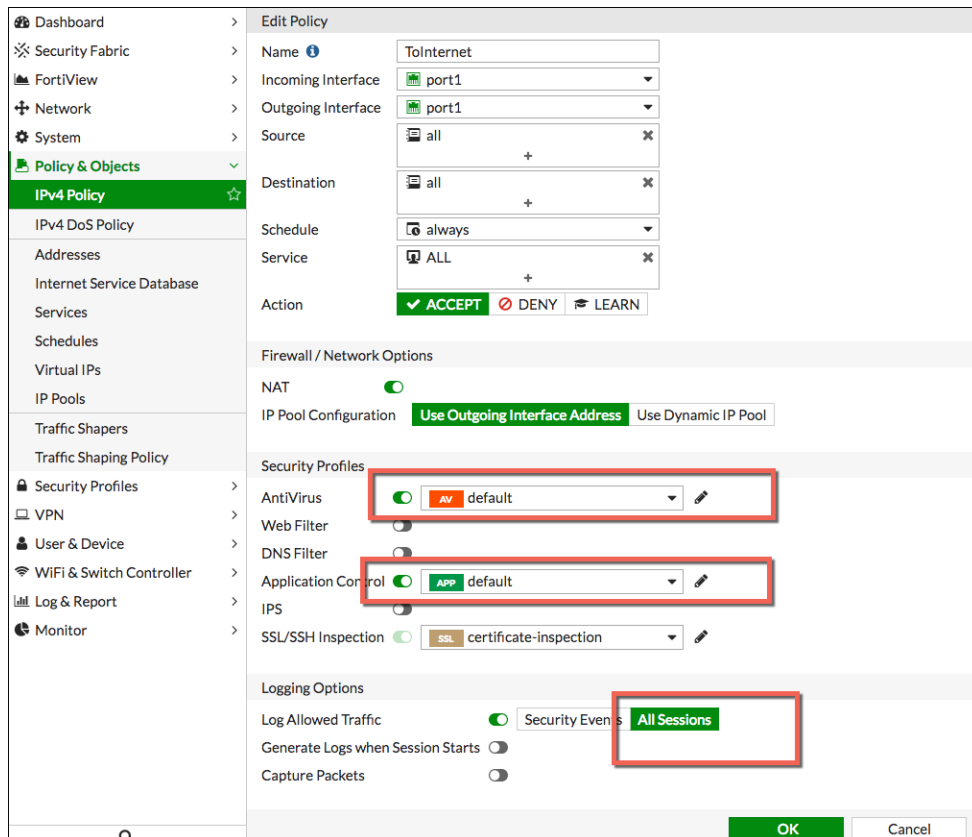 Dashboard
Security Fabric
FortiView
Network
System
Policy & Objects
IPv4 Policy
IPv4 DoS Policy
Addresses
Internet Service Database
Services
Schedules
Virtual IPs
IP Pools
Traffic Shapers
Traffic Shaping Policy
Security Profiles
VPN
User & Device
WiFi & Switch Controller
Log & Report
Monitor
Edit Policy
Name ToInternet
Incoming Interface port1
Outgoing Interface port1
Source all
+
Destination all
+
Schedule always
Service ALL
+
Action ACCEPT DENY LEARN
Firewall / Network Options
NAT
IP Pool Configuration Use Outgoing Interface Address Use Dynamic IP Pool
Security Profiles
AntiVirus AV default
Web Filter
DNS Filter
Application Control APP default
IPS
SSL/SSH Inspection SSL certificate-inspection
Logging Options
Log Allowed Traffic Security Events All Sessions
Generate Logs when Session Starts
Capture Packets
OK Cancel